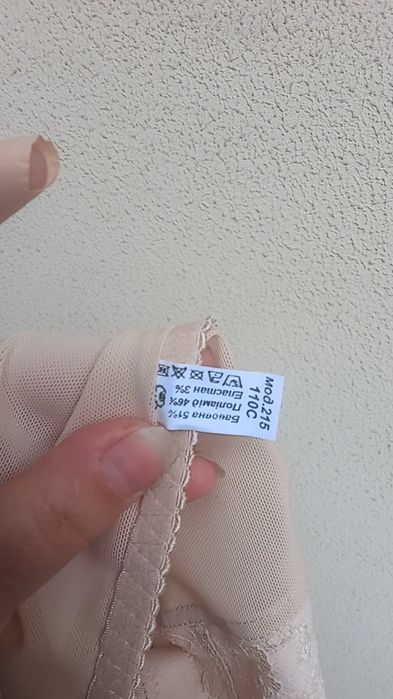 мод.215
110C
Бавовна 51%
Поліамід 46%
Еластан 3%